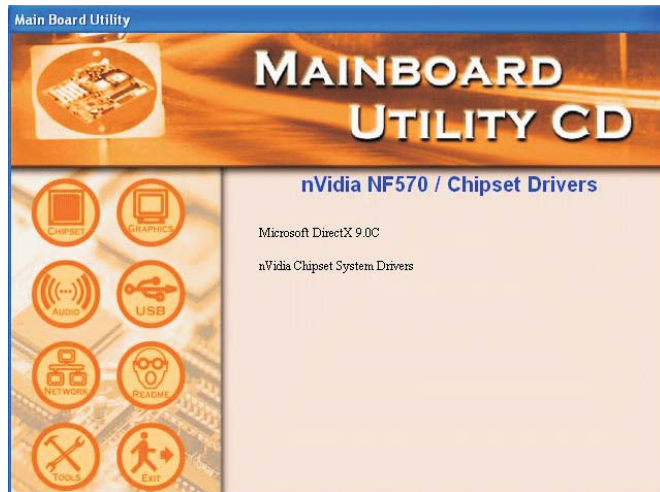 Main Board Utility
MAINBOARD
UTILITY CD
nVidia NF570 / Chipset Drivers
Microsoft DirectX 9.0C
nVidia Chipset System Drivers
CHIPSET
GRAPHICS
AUDIO
USB
NETWORK
README
TOOLS
EXIT